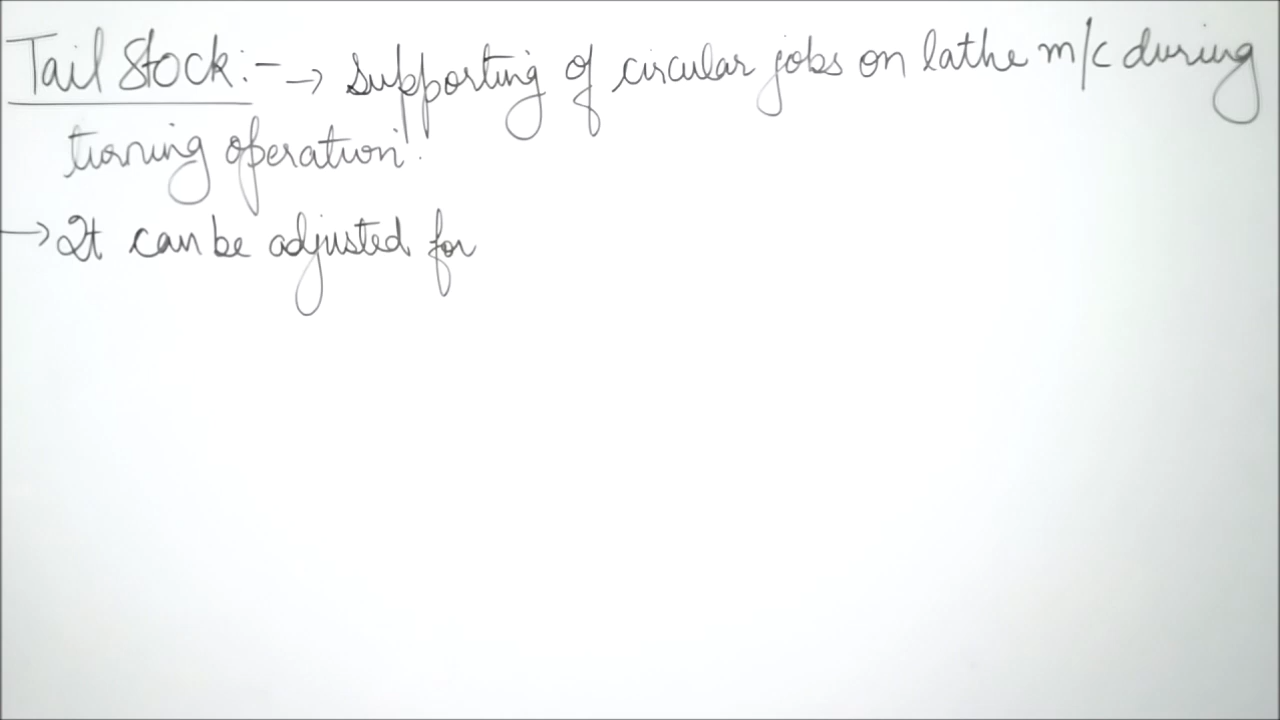 Tail Stock:- → Supporting of circular jobs on lathe m/c during
turning operation.
→ It can be adjusted for